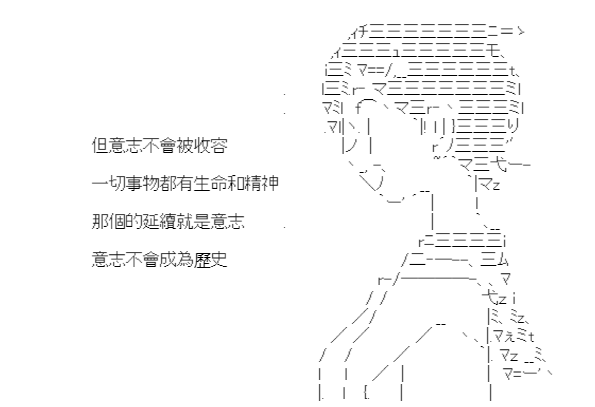 但意志不會被收容
一切事物都有生命和精神
那個的延續就是意志
意志不會成為歷史